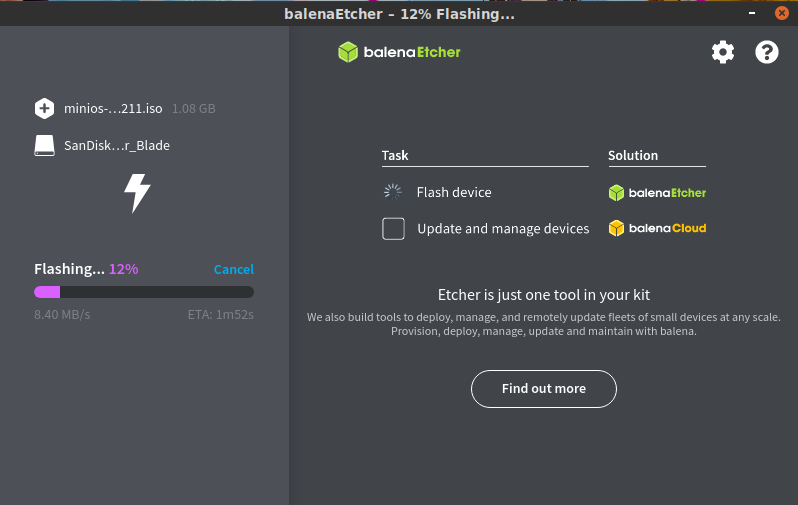 balenaEtcher – 12% Flashing...
balenaEtcher
minios-...211.iso 1.08 GB
SanDisk...r_Blade
Flashing... 12% Cancel
8.40 MB/s ETA: 1m52s
Task Solution
Flash device balenaEtcher
Update and manage devices balenaCloud
Etcher is just one tool in your kit
We also build tools to deploy, manage, and remotely update fleets of small devices at any scale.
Provision, deploy, manage, update and maintain with balena.
Find out more